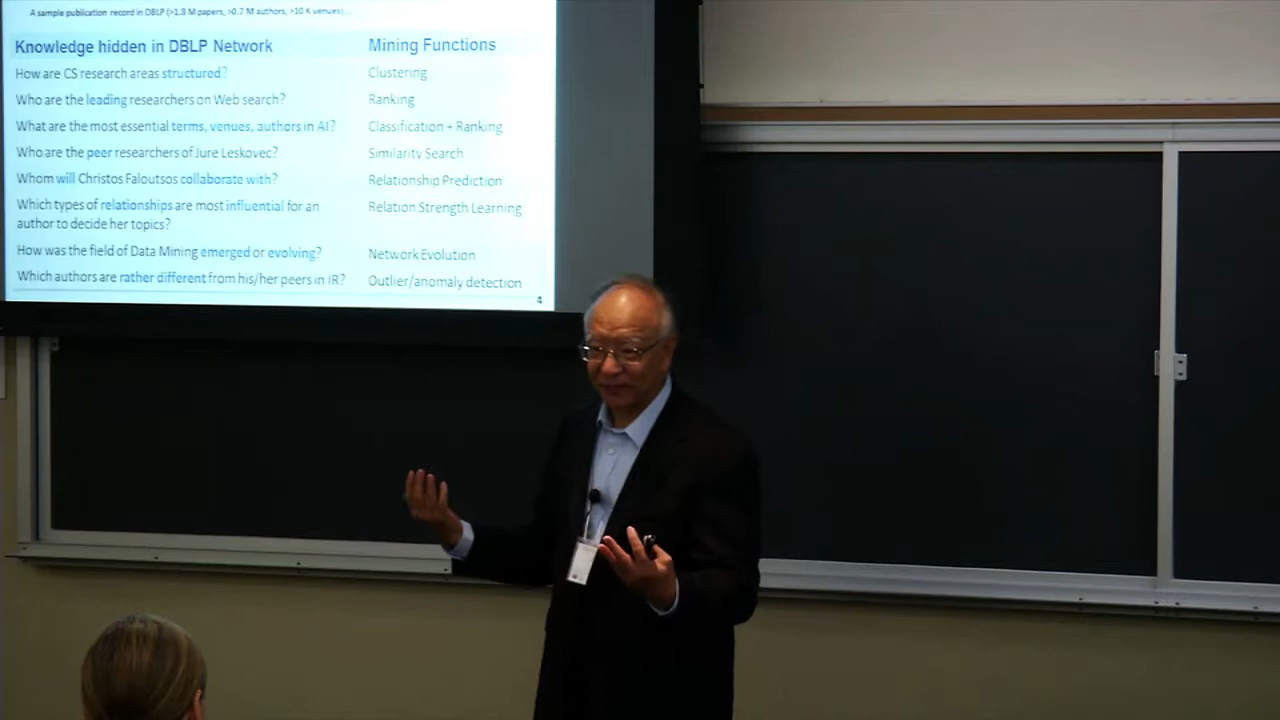 A sample publication record in DBLP (>1.8 M papers, >0.7 M authors, >10 K venues)...
Knowledge hidden in DBLP Network Mining Functions
How are CS research areas structured? Clustering
Who are the leading researchers on Web search? Ranking
What are the most essential terms, venues, authors in AI? Classification + Ranking
Who are the peer researchers of Jure Leskovec? Similarity Search
Whom will Christos Faloutsos collaborate with? Relationship Prediction
Which types of relationships are most influential for an Relation Strength Learning
author to decide her topics?
How was the field of Data Mining emerged or evolving? Network Evolution
Which authors are rather different from his/her peers in IR? Outlier/anomaly detection
4